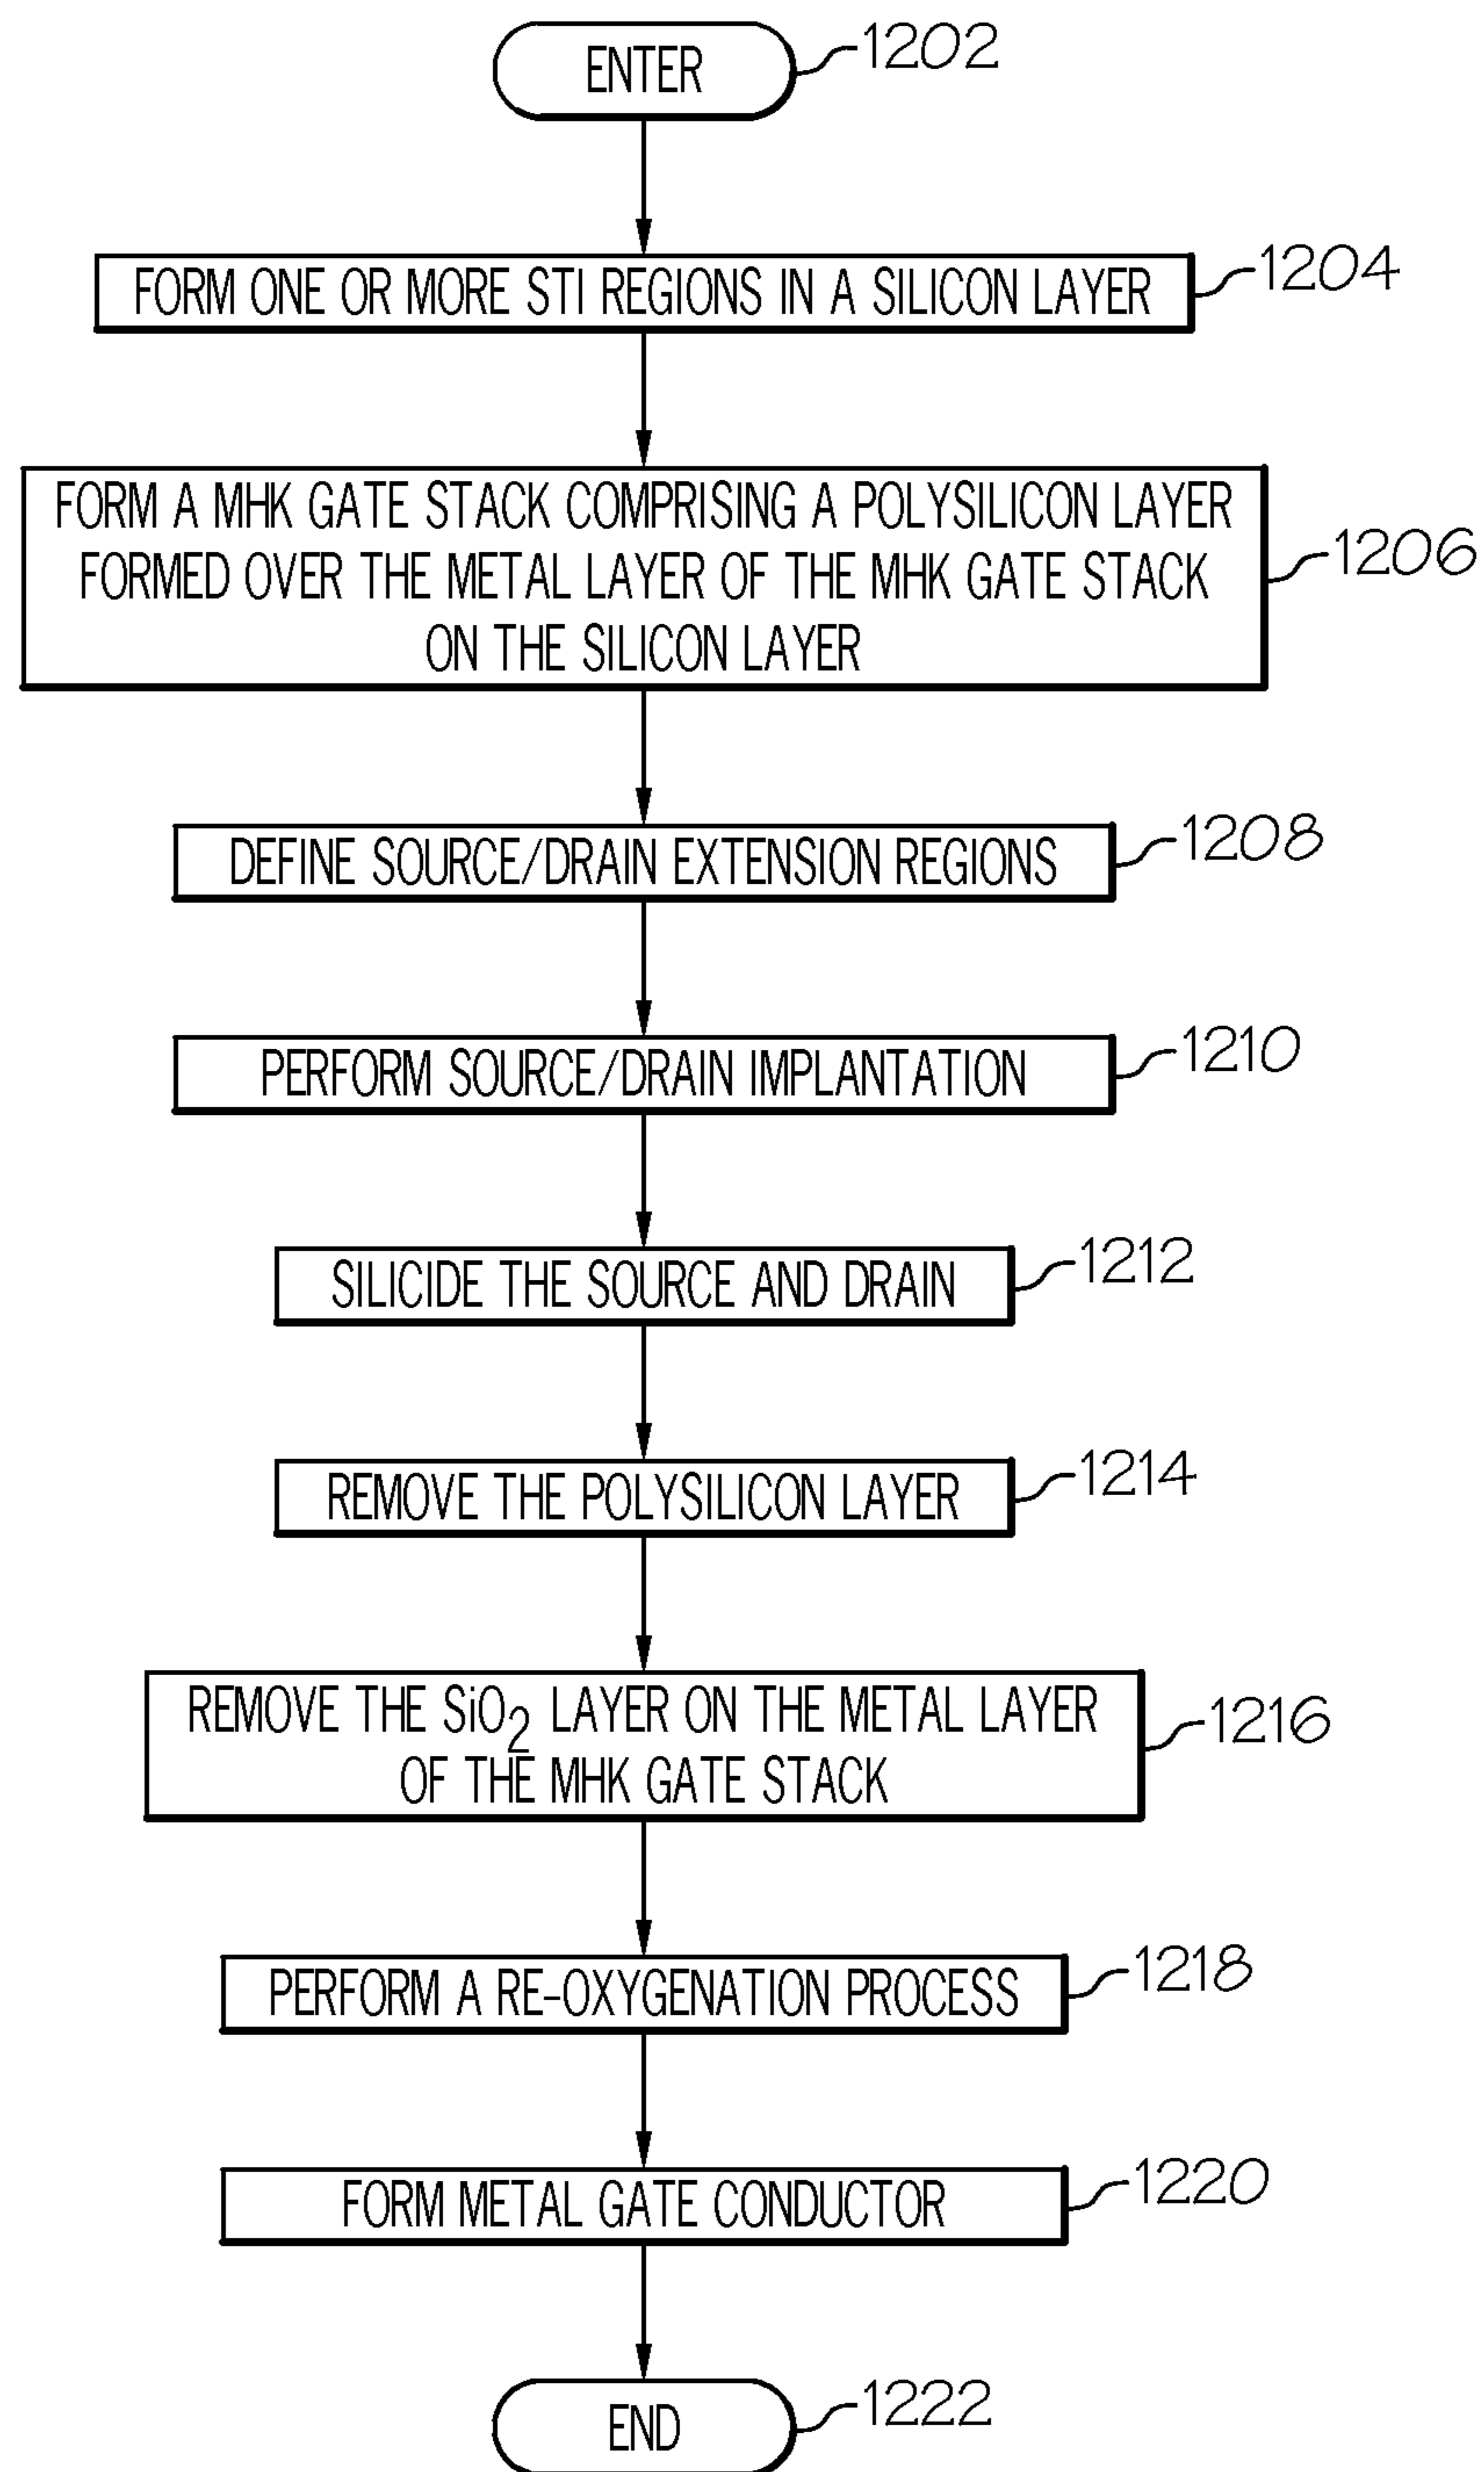 ENTER
1202
FORM ONE OR MORE STI REGIONS IN A SILICON LAYER
1204
FORM A MHK GATE STACK COMPRISING A POLYSILICON LAYER
FORMED OVER THE METAL LAYER OF THE MHK GATE STACK
ON THE SILICON LAYER
1206
DEFINE SOURCE/DRAIN EXTENSION REGIONS
1208
PERFORM SOURCE/DRAIN IMPLANTATION
1210
SILICIDE THE SOURCE AND DRAIN
1212
REMOVE THE POLYSILICON LAYER
1214
REMOVE THE SiO₂ LAYER ON THE METAL LAYER
OF THE MHK GATE STACK
1216
PERFORM A RE-OXYGENATION PROCESS
1218
FORM METAL GATE CONDUCTOR
1220
END
1222